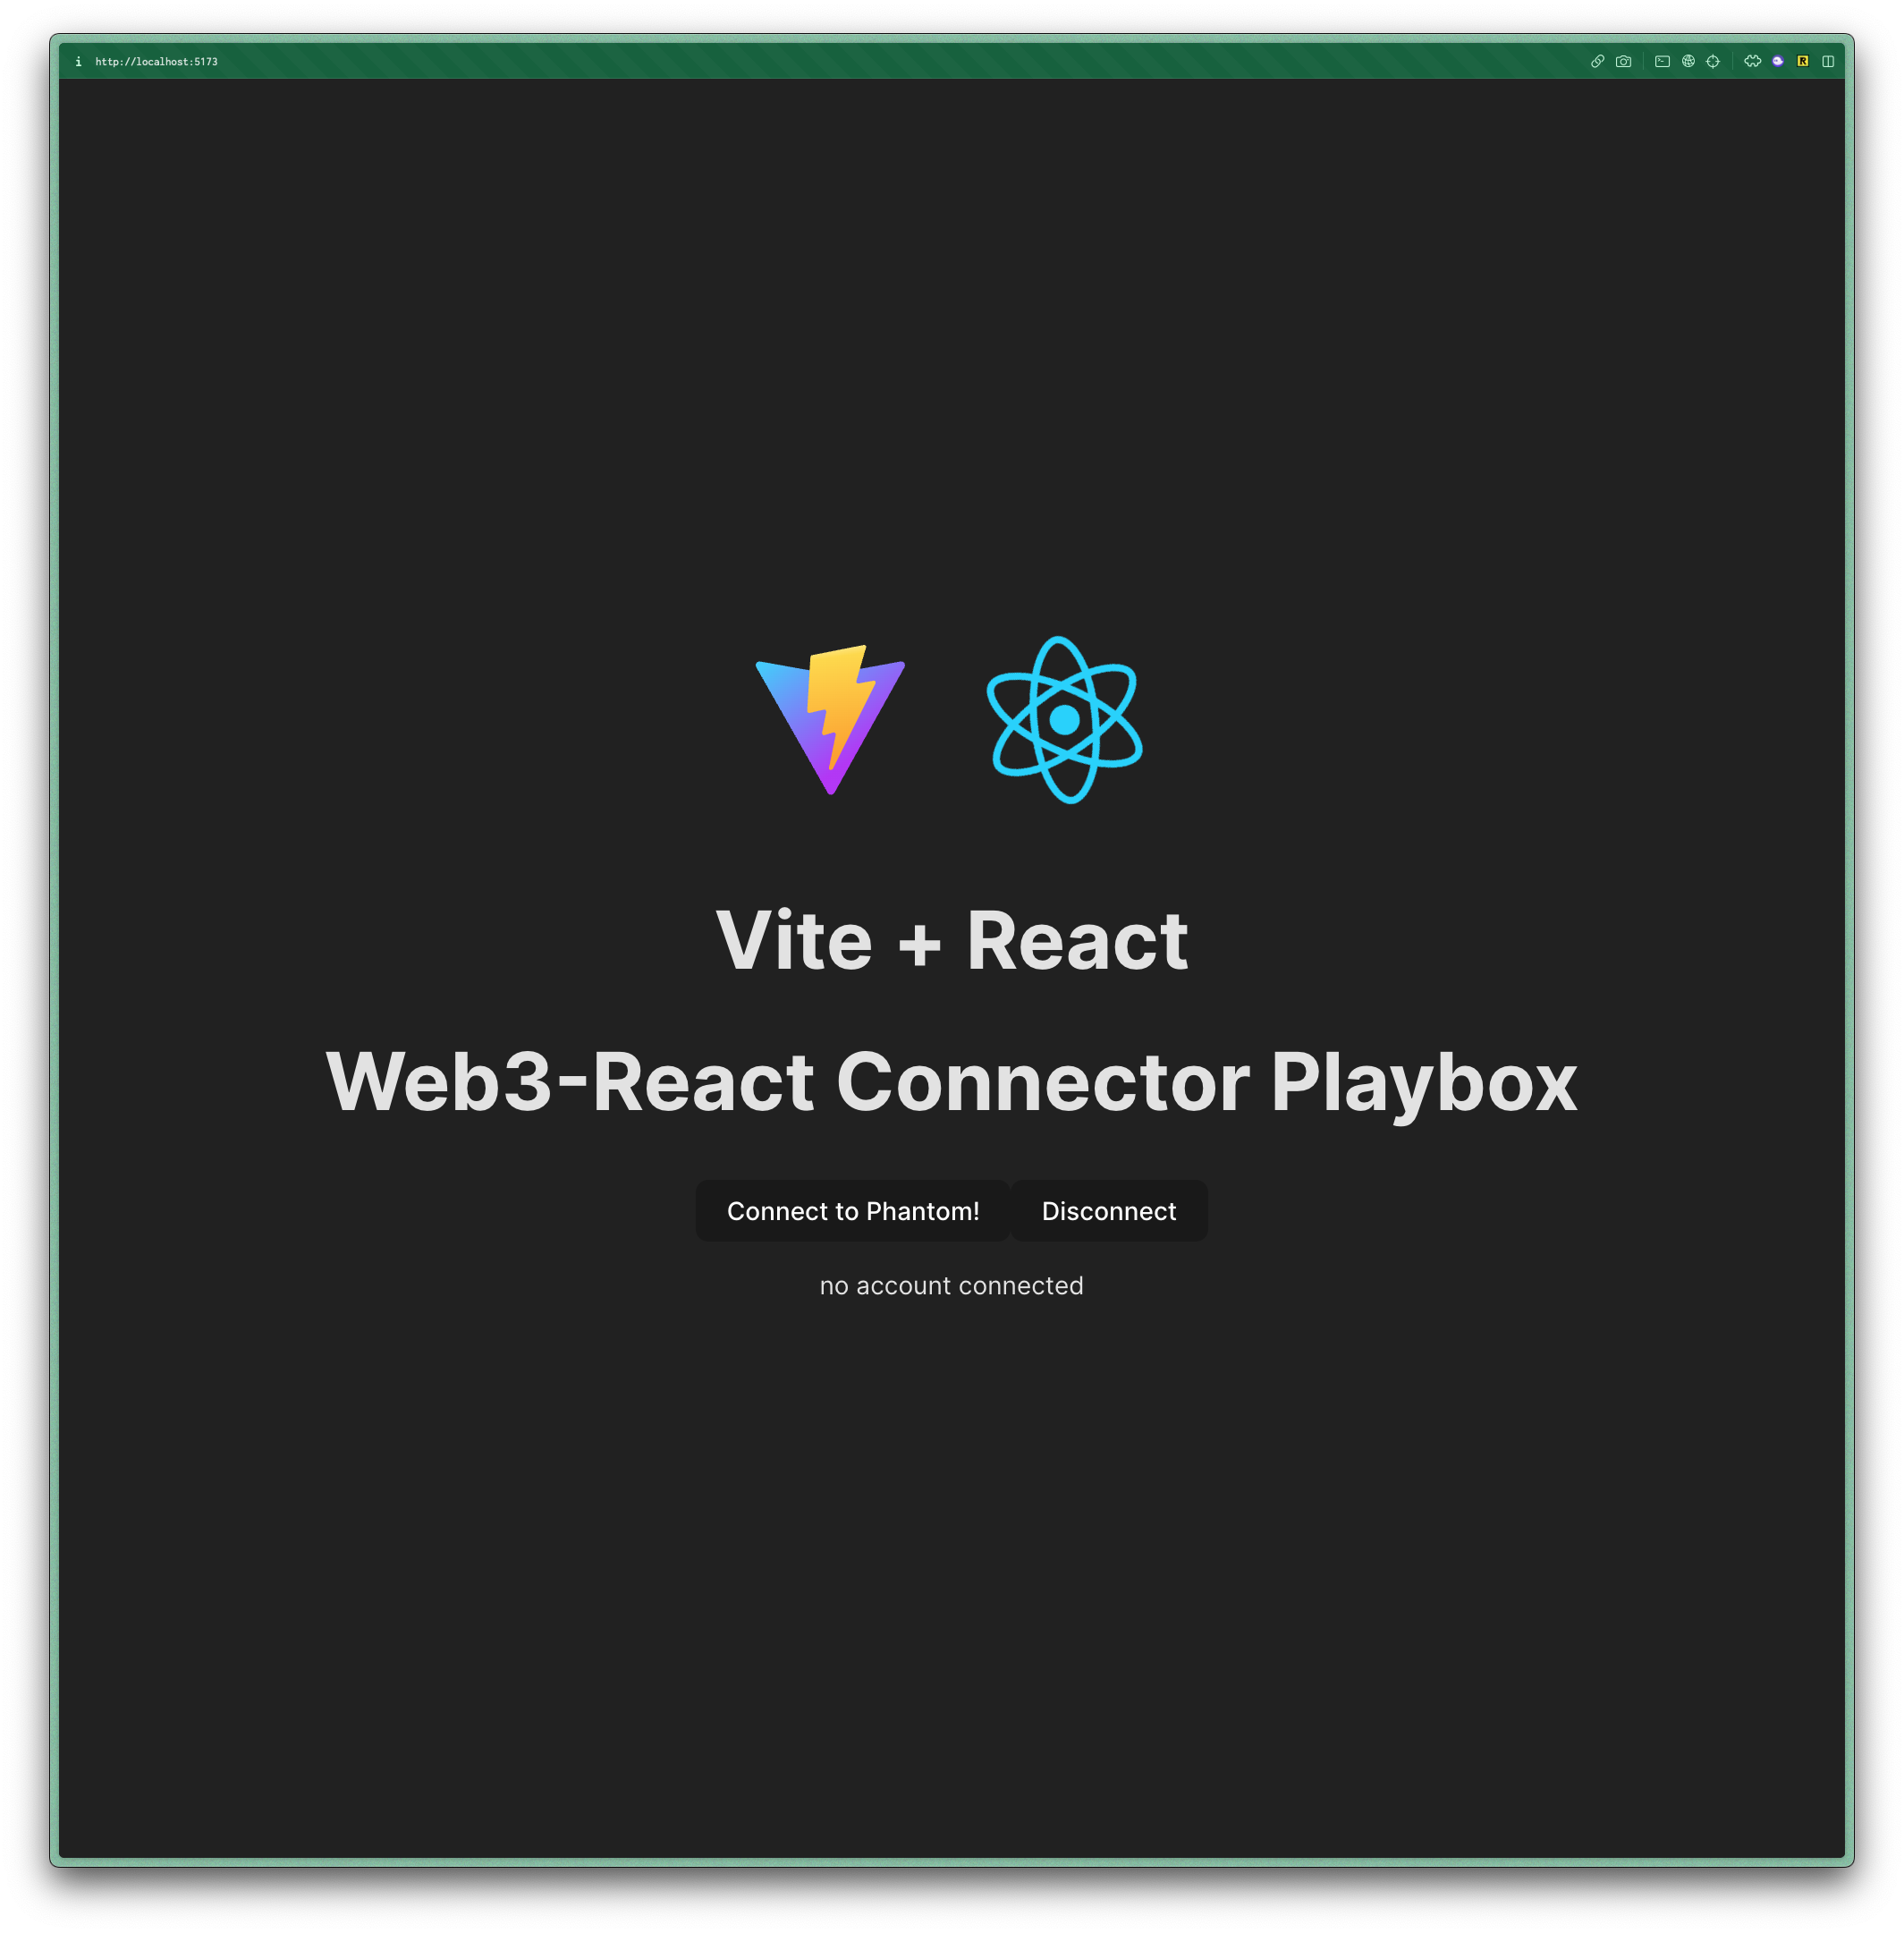 i http://localhost:5173
R
Vite + React
Web3-React Connector Playbox
Connect to Phantom! Disconnect
no account connected